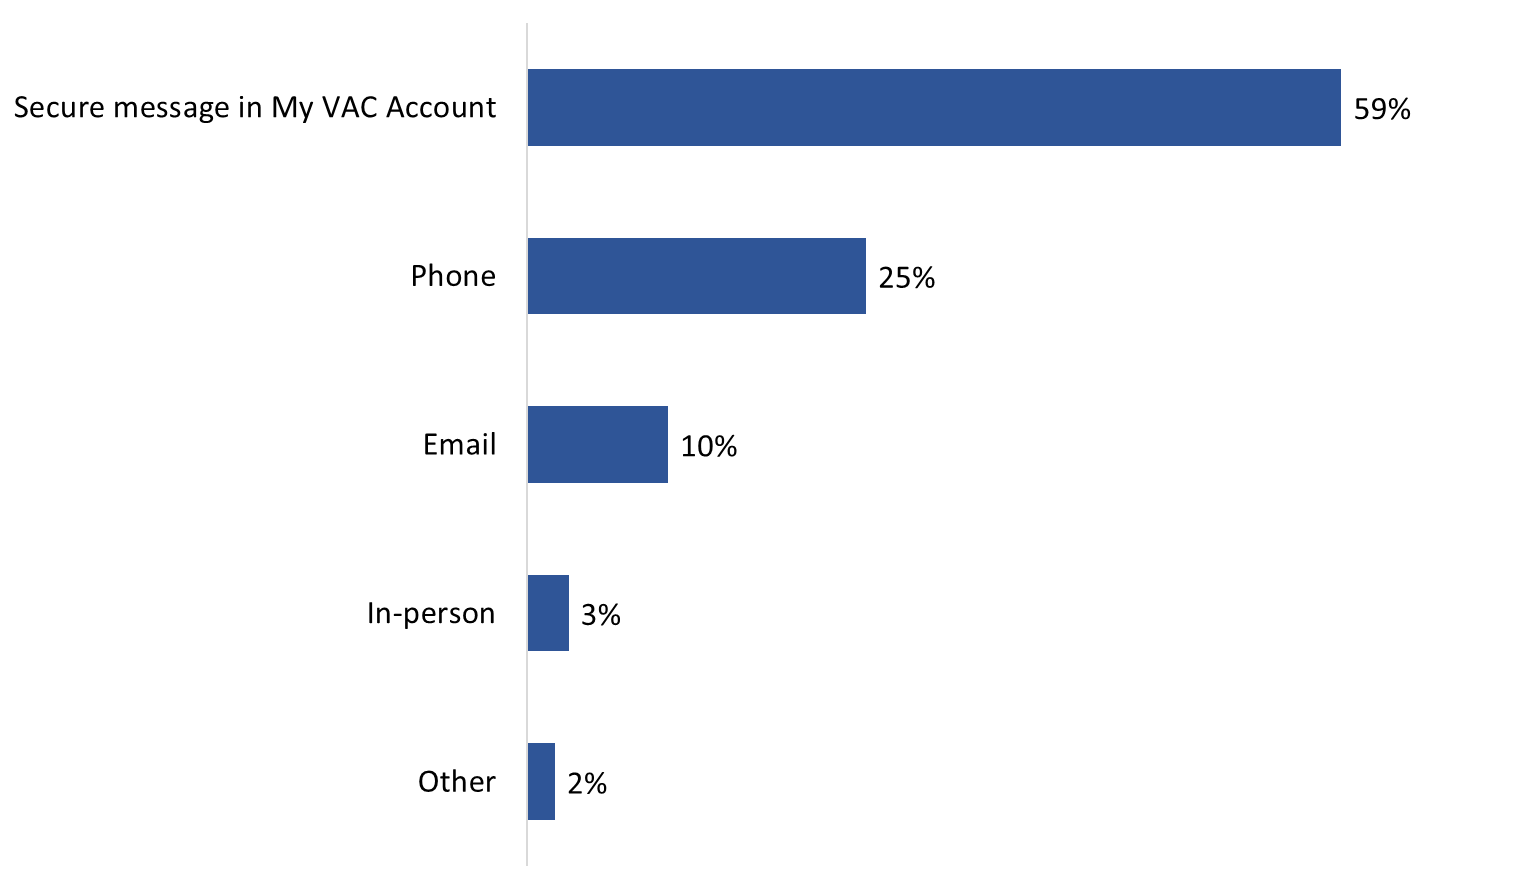 Secure message in My VAC Account 59%
Phone 25%
Email 10%
In-person 3%
Other 2%